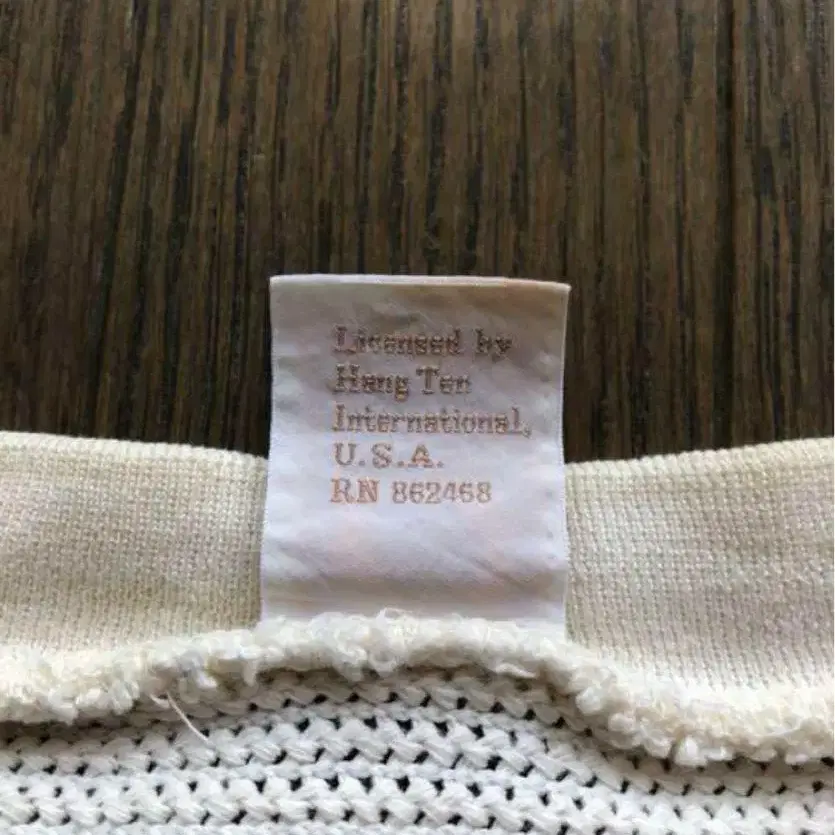 Licensed by
Hang Ten
International,
U.S.A.
RN 862468